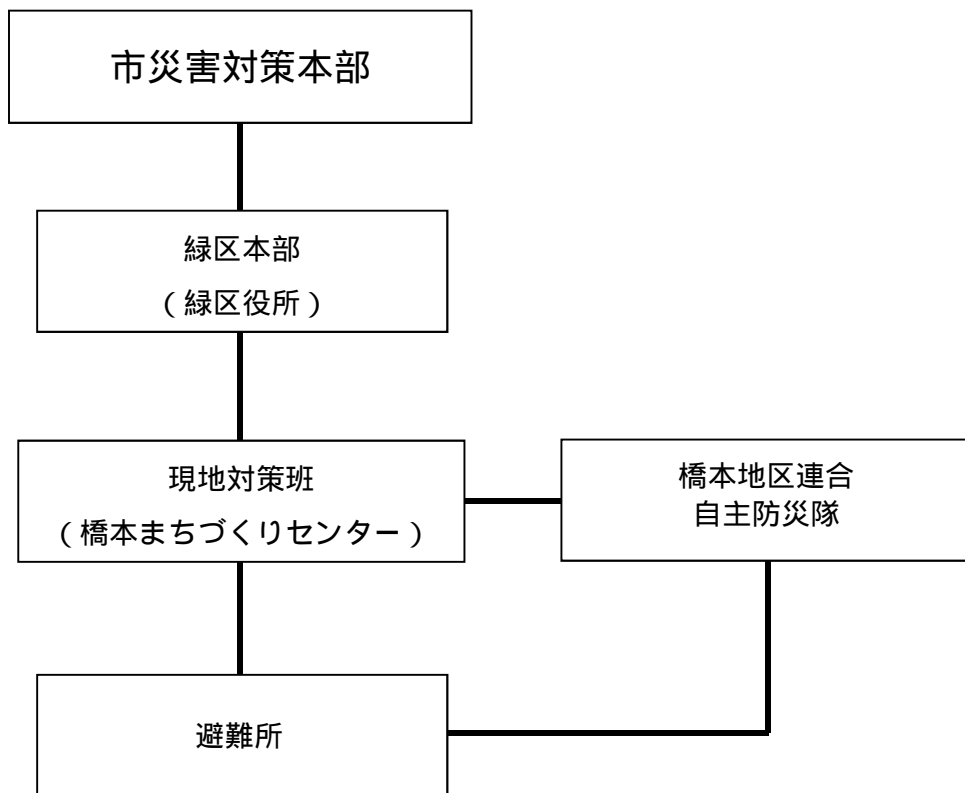 市災害対策本部
緑区本部
（緑区役所）
現地対策班
（橋本まちづくりセンター）
橋本地区連合
自主防災隊
避難所